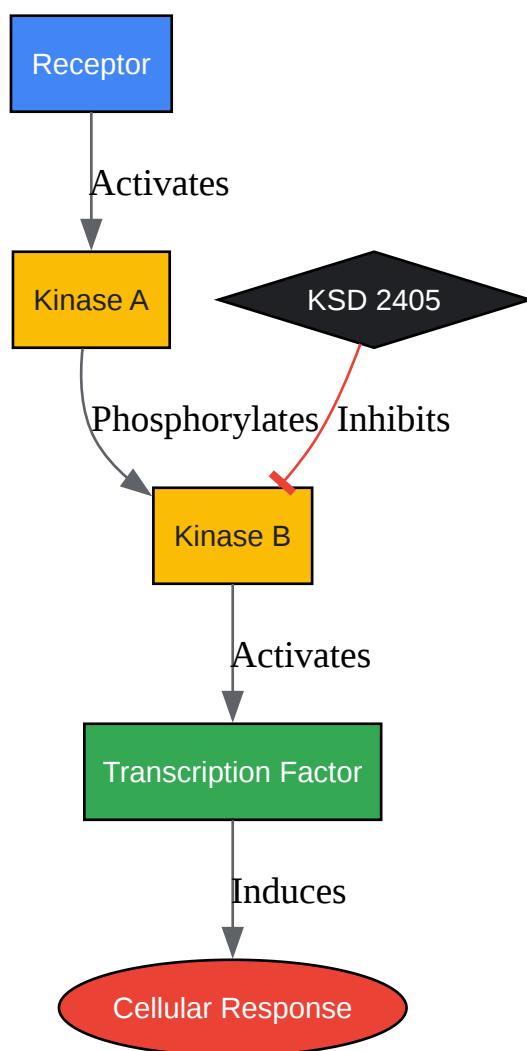 Receptor
Activates
Kinase A
KSD 2405
Phosphorylates
Inhibits
Kinase B
Activates
Transcription Factor
Induces
Cellular Response